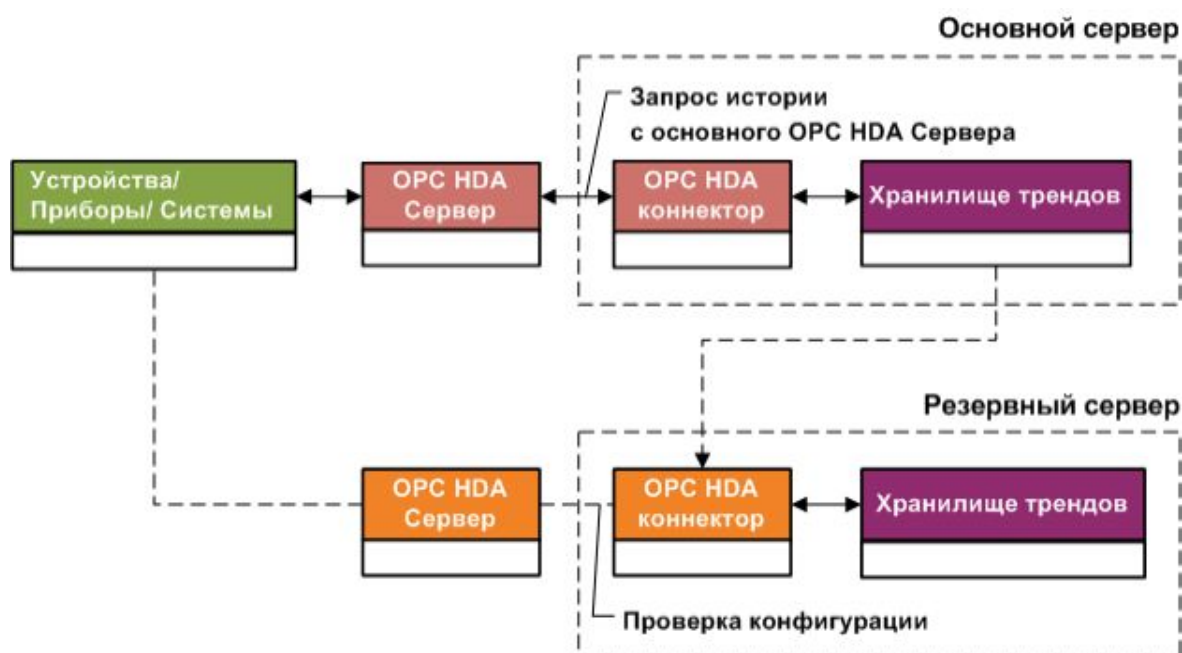 Основной сервер
Запрос истории
с основного OPC HDA Сервера
Устройства/
Приборы/ Системы
OPC HDA
Сервер
OPC HDA
коннектор
Хранилище трендов
Резервный сервер
OPC HDA
Сервер
OPC HDA
коннектор
Хранилище трендов
Проверка конфигурации